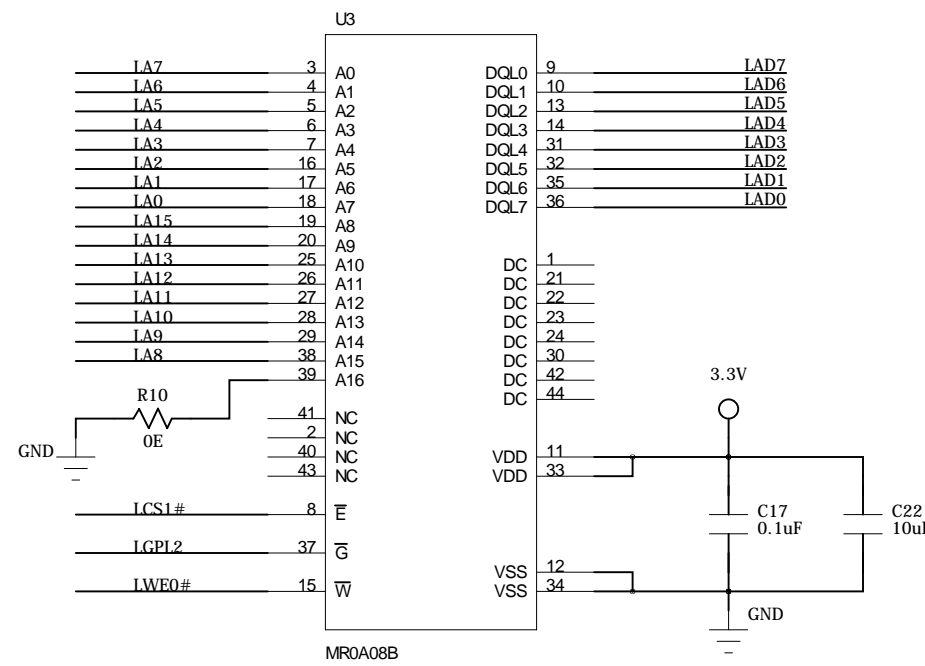 U3
LA7 3 A0 DQL0 9 LAD7
LA6 4 A1 DQL1 10 LAD6
LA5 5 A2 DQL2 13 LAD5
LA4 6 A3 DQL3 14 LAD4
LA3 7 A4 DQL4 31 LAD3
LA2 16 A5 DQL5 32 LAD2
LA1 17 A6 DQL6 35 LAD1
LA0 18 A7 DQL7 36 LAD0
LA15 19 A8
LA14 20 A9
LA13 25 A10 DC 1
LA12 26 A11 DC 21
LA11 27 A12 DC 22
LA10 28 A13 DC 23
LA9 29 A14 DC 24
LA8 38 A15 DC 30
39 A16 DC 42
DC 44
3.3V
R10
0E
GND
41 NC
2 NC
40 NC VDD 11
43 NC VDD 33
LCS1# 8 E
C17
0.1uF
C22
10uF
LGPL2 37 G
VSS 12
LWE0# 15 W VSS 34
GND
MR0A08B